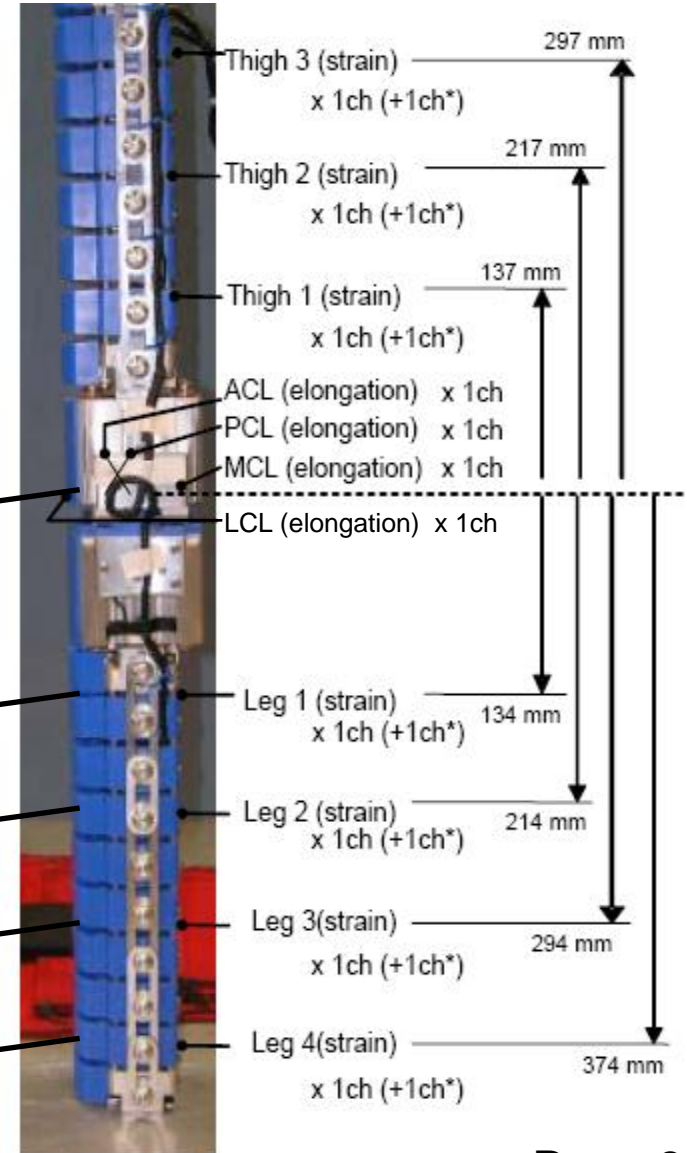 297 mm
Thigh 3 (strain)
x 1ch (+1ch*)
217 mm
Thigh 2 (strain)
x 1ch (+1ch*)
137 mm
Thigh 1 (strain)
x 1ch (+1ch*)
ACL (elongation) x 1ch
PCL (elongation) x 1ch
MCL (elongation) x 1ch
LCL (elongation) x 1ch
Leg 1 (strain)
x 1ch (+1ch*)
134 mm
Leg 2 (strain)
x 1ch (+1ch*)
214 mm
Leg 3(strain)
294 mm
x 1ch (+1ch*)
Leg 4(strain)
374 mm
x 1ch (+1ch*)